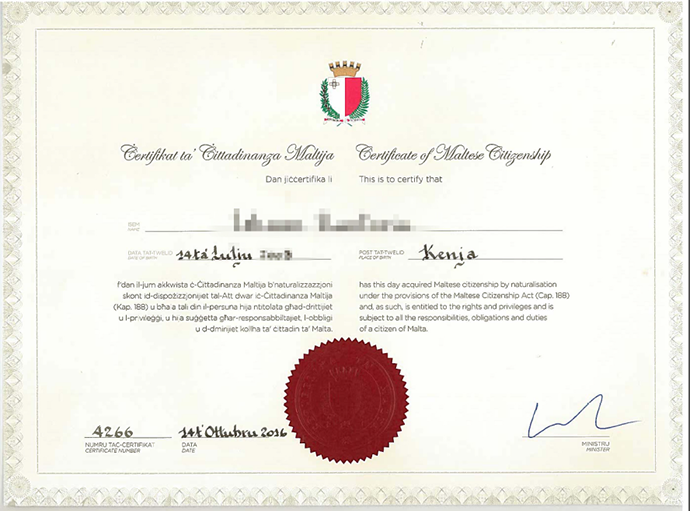 Ċertifikat ta' Ċittadinanza Maltija
Certificate of Maltese Citizenship
Dan jiċċertifika li
This is to certify that
ISEM
NAME
DATA TAT-TWELID
DATE OF BIRTH
14 ta' Lulju
POST TAT-TWELID
PLACE OF BIRTH
Kenja
f'dan il-jum akkwista ċ-Ċittadinanza Maltija b'naturalizzazzjoni
skont id-dispożizzjonijiet tal-Att dwar iċ-Ċittadinanza Maltija
(Kap. 188) u bħa a tali din il-persuna hija ntitolata għad-drittijiet
u l-privileġġi, u hi a suġġetta għar-responsabbiltajiet, l-obbligi
u d-dmirijiet kollha ta' ċittadin ta' Malta.
has this day acquired Maltese citizenship by naturalisation
under the provisions of the Maltese Citizenship Act (Cap. 188)
and, as such, is entitled to the rights and privileges and is
subject to all the responsibilities, obligations and duties
of a citizen of Malta.
4266
NUMRU TAĊ-ĊERTIFIKAT
CERTIFICATE NUMBER
14 t'Ottubru 2016
DATA
DATE
MINISTRU
MINISTER